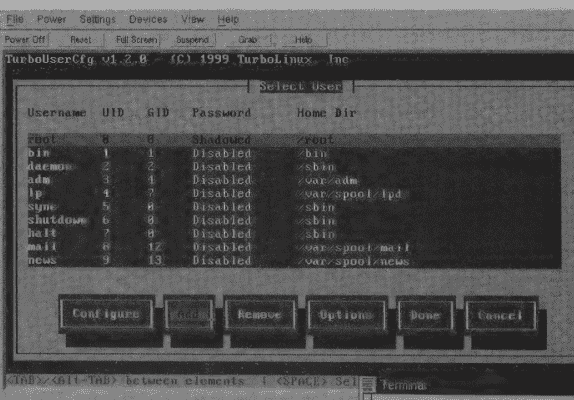 File Power Settings Devices View Help
Power Off Reset Full Screen Suspend Grab Help
TurboUserCfg v1.2.0 (C) 1999 TurboLinux Inc
Select User
Username UID GID Password Home Dir
root 0 0 Shadowed /root
bin 1 1 Disabled /bin
daemon 2 2 Disabled /sbin
adm 3 4 Disabled /var/adm
lp 4 7 Disabled /var/spool/lpd
sync 5 0 Disabled /sbin
shutdown 6 0 Disabled /sbin
halt 7 0 Disabled /sbin
mail 8 12 Disabled /var/spool/mail
news 9 13 Disabled /var/spool/news
Configure Add Remove Options Done Cancel
<TAB>/<Alt-TAB> between elements | <SPACE> Sel
Terminal